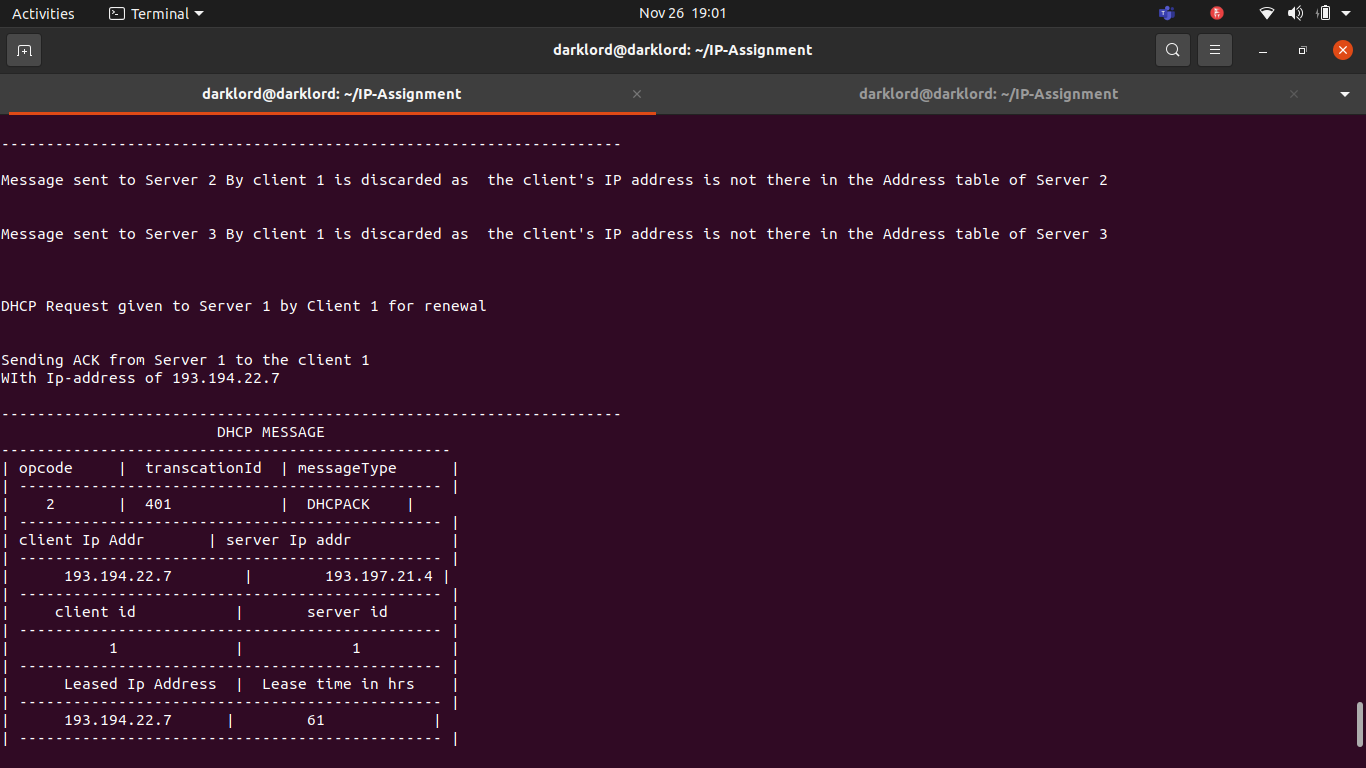 Activities Terminal Nov 26 19:01
darklord@darklord: ~/IP-Assignment
darklord@darklord: ~/IP-Assignment × darklord@darklord: ~/IP-Assignment ×
---------------------------------------------------------------------
Message sent to Server 2 By client 1 is discarded as  the client's IP address is not there in the Address table of Server 2
Message sent to Server 3 By client 1 is discarded as  the client's IP address is not there in the Address table of Server 3
DHCP Request given to Server 1 by Client 1 for renewal
Sending ACK from Server 1 to the client 1
WIth Ip-address of 193.194.22.7
---------------------------------------------------------------------
                        DHCP MESSAGE
--------------------------------------------------
| opcode     |  transcationId  | messageType      |
| ----------------------------------------------- |
|    2       |  401            |  DHCPACK    |
| ----------------------------------------------- |
| client Ip Addr       | server Ip addr           |
| ----------------------------------------------- |
|      193.194.22.7        |        193.197.21.4 |
| ----------------------------------------------- |
|     client id           |       server id       |
| ----------------------------------------------- |
|           1             |            1          |
| ----------------------------------------------- |
|      Leased Ip Address  |  Lease time in hrs    |
| ----------------------------------------------- |
|      193.194.22.7      |        61            |
| ----------------------------------------------- |